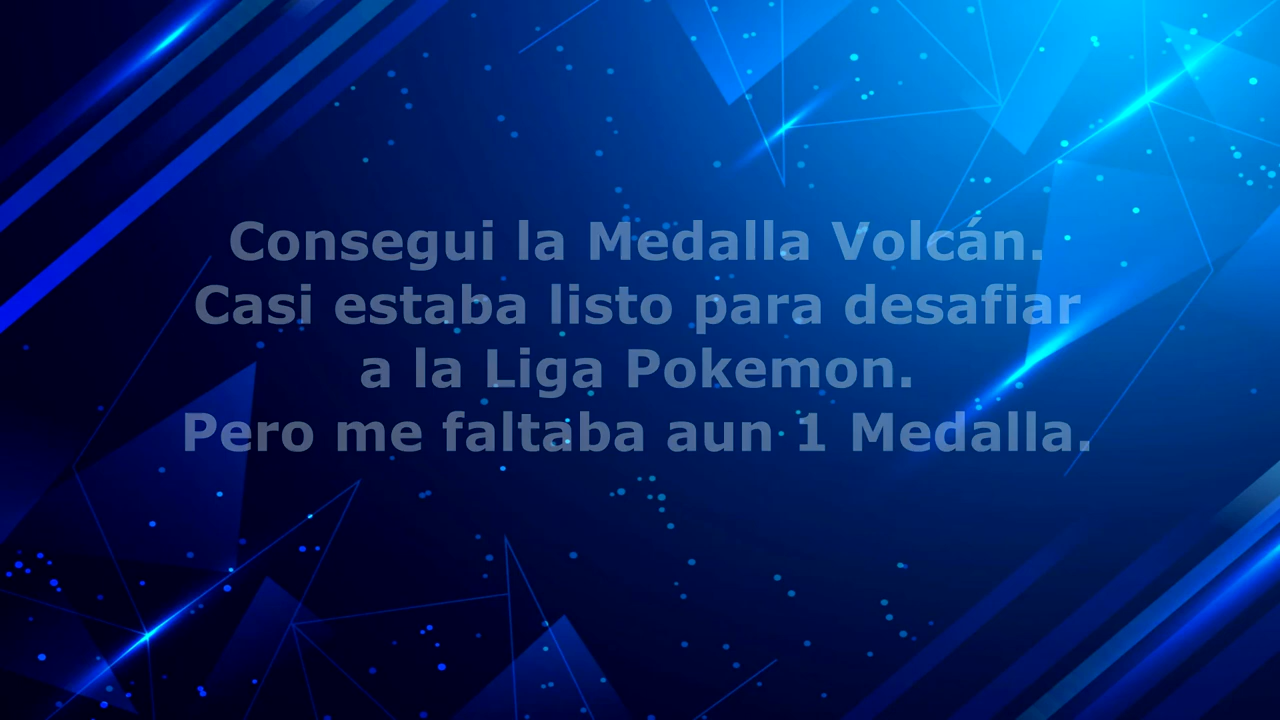 Consegui la Medalla Volcán.
Casi estaba listo para desafiar
a la Liga Pokemon.
Pero me faltaba aun 1 Medalla.